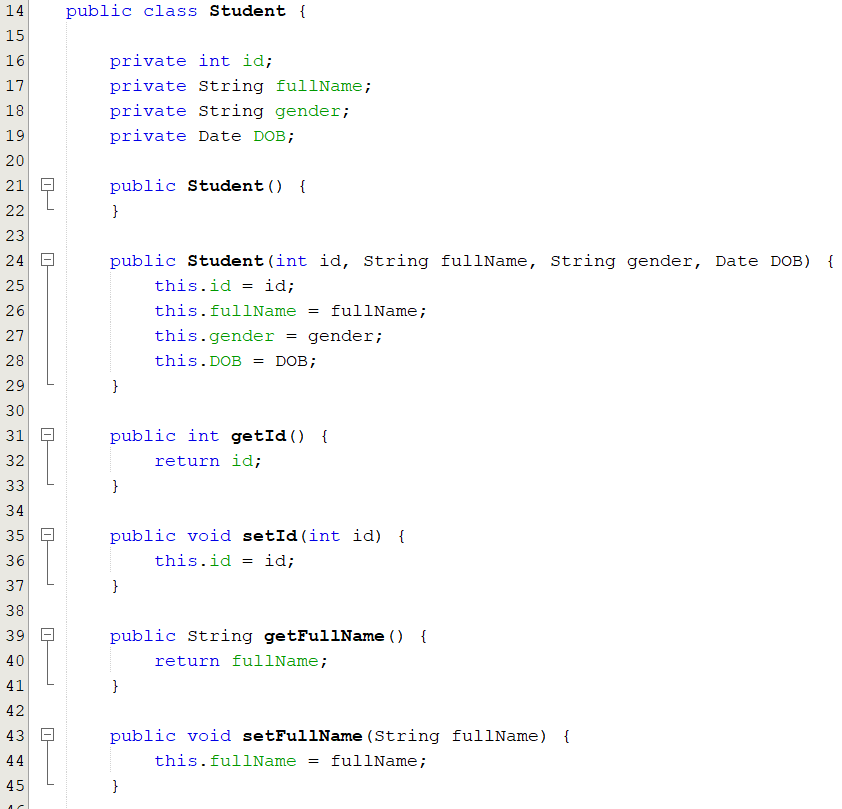 14 public class Student {
15
16 private int id;
17 private String fullName;
18 private String gender;
19 private Date DOB;
20
21 public Student() {
22 }
23
24 public Student(int id, String fullName, String gender, Date DOB) {
25 this.id = id;
26 this.fullName = fullName;
27 this.gender = gender;
28 this.DOB = DOB;
29 }
30
31 public int getId() {
32 return id;
33 }
34
35 public void setId(int id) {
36 this.id = id;
37 }
38
39 public String getFullName() {
40 return fullName;
41 }
42
43 public void setFullName(String fullName) {
44 this.fullName = fullName;
45 }